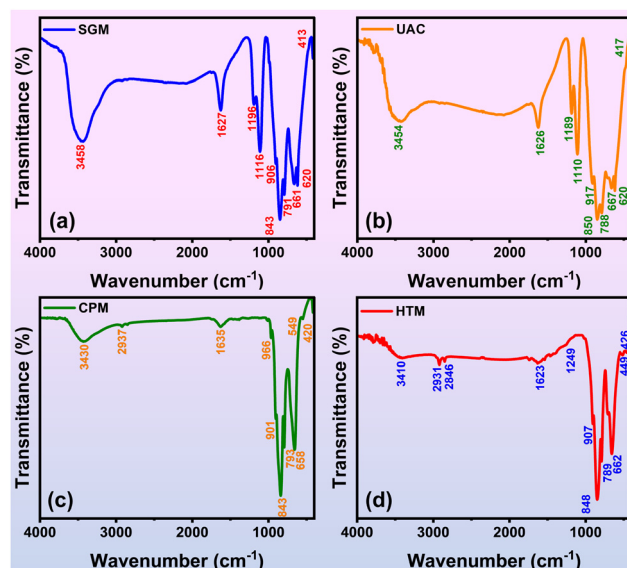 SGM
413
Transmittance (%)
3458
1627
1196
1116
906
843
791
661
620
(a)
4000 3000 2000 1000
Wavenumber (cm-1)
UAC
417
Transmittance (%)
3454
1626
1189
1110
917
850
788
667
620
(b)
4000 3000 2000 1000
Wavenumber (cm-1)
CPM
Transmittance (%)
3430
2937
1635
966
901
843
793
658
549
420
(c)
4000 3000 2000 1000
Wavenumber (cm-1)
HTM
Transmittance (%)
3410
2931
2846
1623
1249
907
848
789
662
449
426
(d)
4000 3000 2000 1000
Wavenumber (cm-1)